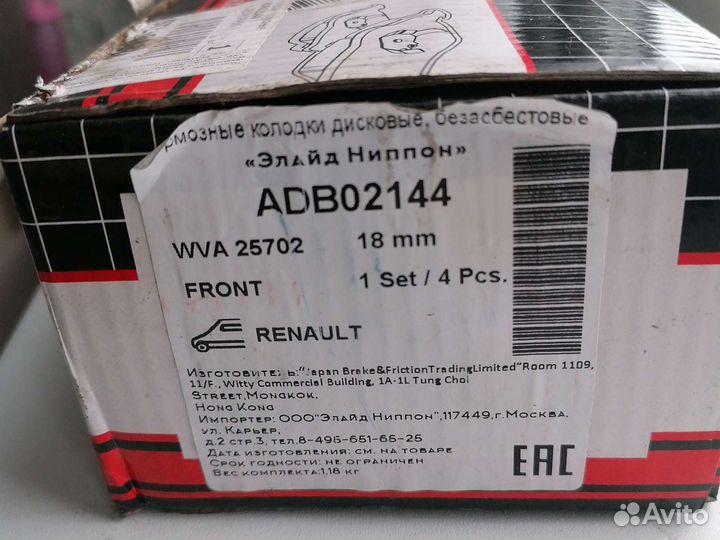 рмозные колодки дисковые, безасбестовые
«Элайд Ниппон»
ADB02144
WVA 25702 18 mm
FRONT 1 Set / 4 Pcs.
RENAULT
Изготовитель:"Japan Brake&FrictionTradingLimited"Room 1109,
11/F., Witty Commercial Building, 1A-1L Tung Choi
Street,Mongkok,
Hong Kong
Импортер: ООО"Элайд Ниппон",117449,г.Москва,
ул. Карьер,
д.2 стр.3, тел.8-495-651-65-25
Дата изготовления: см. на товаре
Срок годности: не ограничен
Вес комплекта:1.18 кг
EAC
Avito